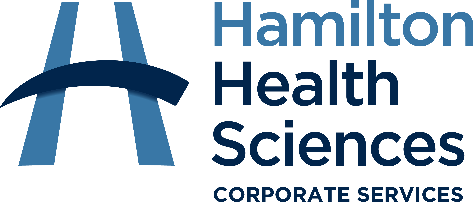 Hamilton
Health
Sciences
CORPORATE SERVICES